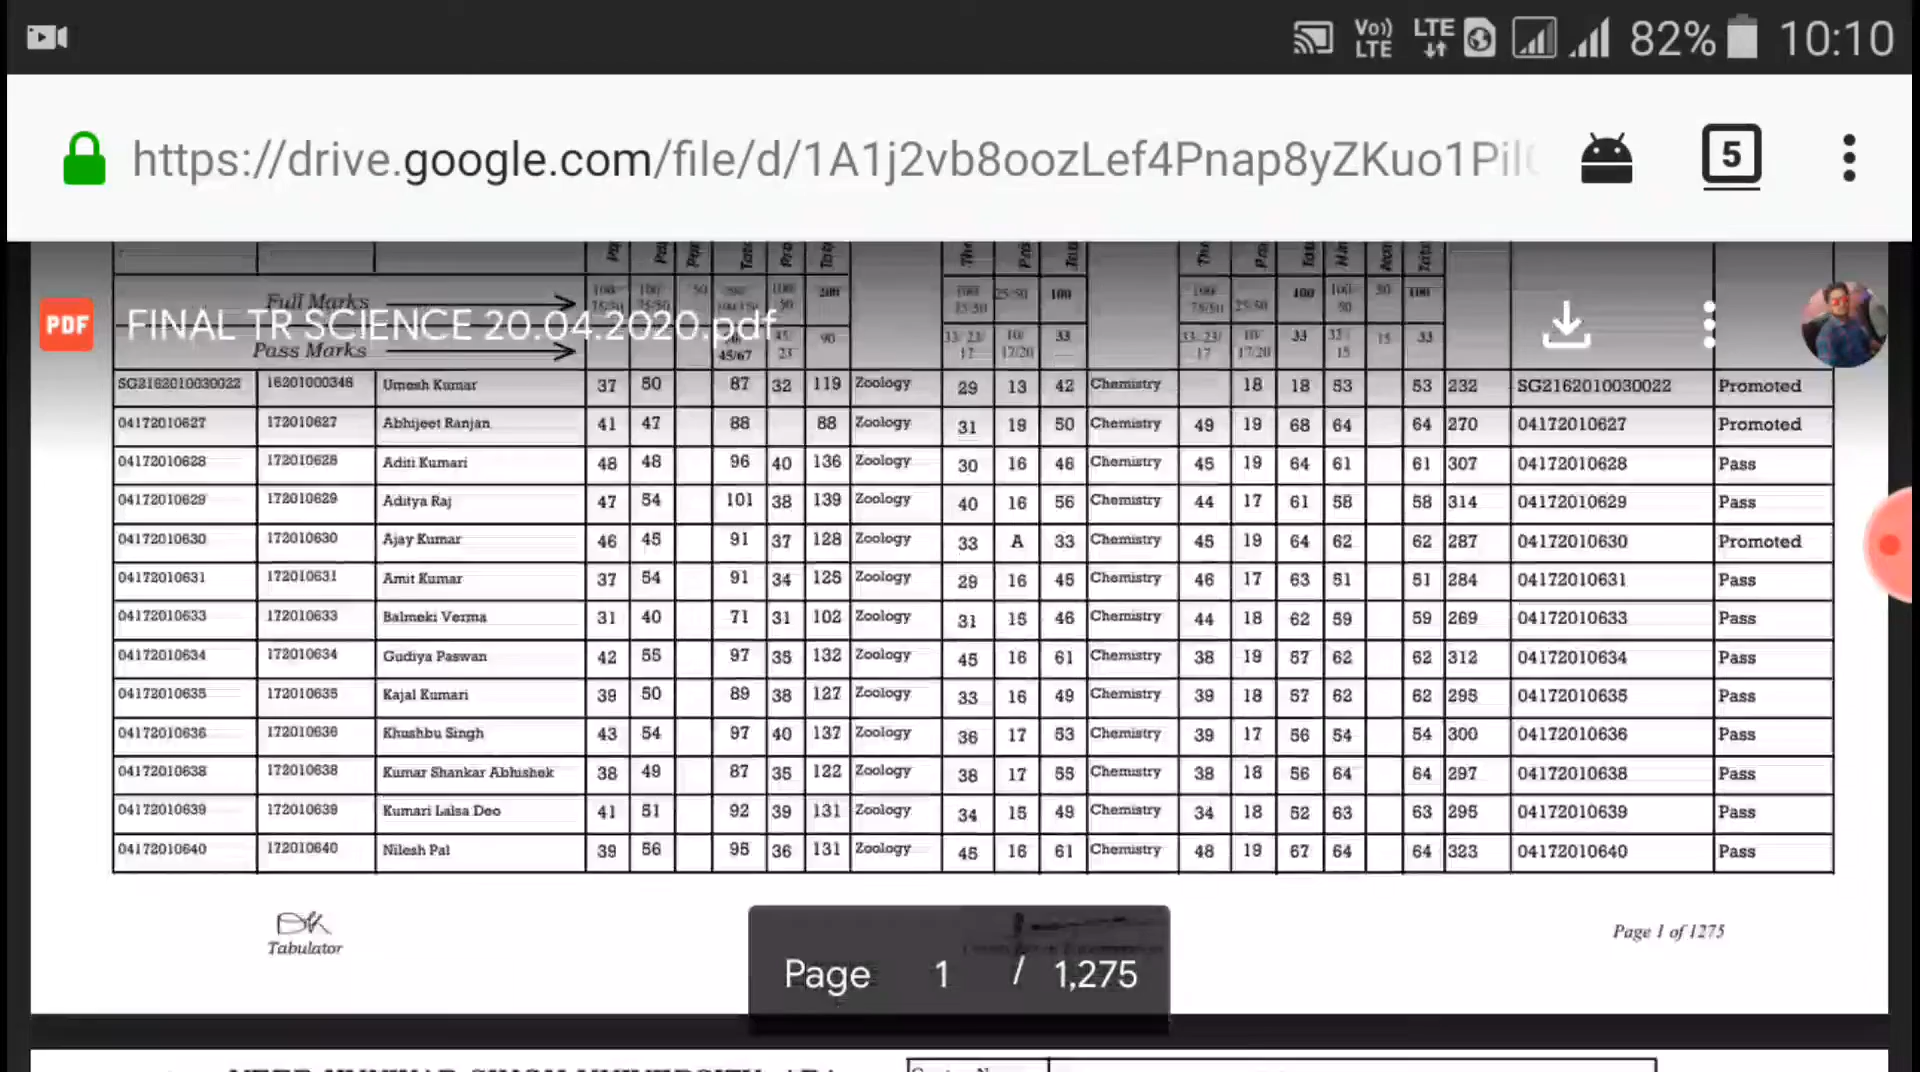 Vo)) LTE LTE 82% 10:10
https://drive.google.com/file/d/1A1j2vb8oozLef4Pnap8yZKuo1Pil 5
Full Marks 200 100 100 100
PDF FINAL TR SCIENCE 20.04.2020.pdf
Pass Marks 45/67 23 90 17 17/20 33 17 17/20 33 15 15 33
SG2162010030022 16201000346 Umesh Kumar 37 50 87 32 119 Zoology 29 13 42 Chemistry 18 18 53 53 232 SG2162010030022 Promoted
04172010627 172010627 Abhijeet Ranjan 41 47 88 88 Zoology 31 19 50 Chemistry 49 19 68 64 64 270 04172010627 Promoted
04172010628 172010628 Aditi Kumari 48 48 96 40 136 Zoology 30 16 46 Chemistry 45 19 64 61 61 307 04172010628 Pass
04172010629 172010629 Aditya Raj 47 54 101 38 139 Zoology 40 16 56 Chemistry 44 17 61 58 58 314 04172010629 Pass
04172010630 172010630 Ajay Kumar 46 45 91 37 128 Zoology 33 A 33 Chemistry 45 19 64 62 62 287 04172010630 Promoted
04172010631 172010631 Amit Kumar 37 54 91 34 125 Zoology 29 16 45 Chemistry 46 17 63 51 51 284 04172010631 Pass
04172010633 172010633 Balmeki Verma 31 40 71 31 102 Zoology 31 15 46 Chemistry 44 18 62 59 59 269 04172010633 Pass
04172010634 172010634 Gudiya Paswan 42 55 97 35 132 Zoology 45 16 61 Chemistry 38 19 57 62 62 312 04172010634 Pass
04172010635 172010635 Kajal Kumari 39 50 89 38 127 Zoology 33 16 49 Chemistry 39 18 57 62 62 295 04172010635 Pass
04172010636 172010636 Khushbu Singh 43 54 97 40 137 Zoology 36 17 53 Chemistry 39 17 56 54 54 300 04172010636 Pass
04172010638 172010638 Kumar Shankar Abhishek 38 49 87 35 122 Zoology 38 17 55 Chemistry 38 18 56 64 64 297 04172010638 Pass
04172010639 172010639 Kumari Lalsa Deo 41 51 92 39 131 Zoology 34 15 49 Chemistry 34 18 52 63 63 295 04172010639 Pass
04172010640 172010640 Nilesh Pal 39 56 95 36 131 Zoology 45 16 61 Chemistry 48 19 67 64 64 323 04172010640 Pass
DK
Tabulator
Page 1 of 1275
Page 1 / 1,275